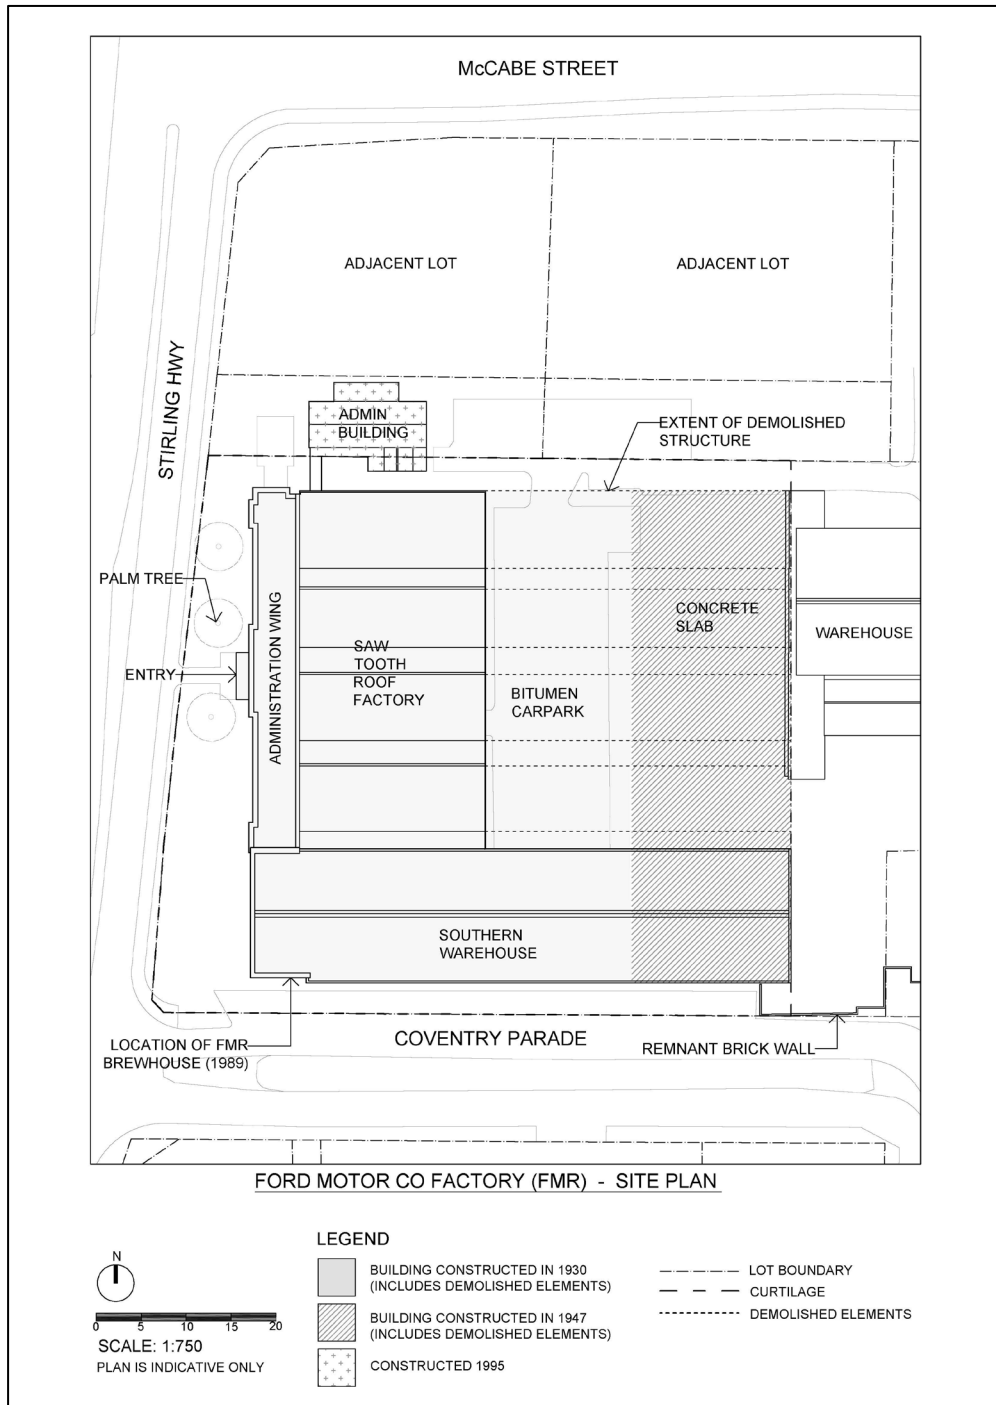 McCABE STREET
ADJACENT LOT
ADJACENT LOT
STIRLING HWY
ADMIN
BUILDING
EXTENT OF DEMOLISHED
STRUCTURE
PALM TREE
ADMINISTRATION WING
CONCRETE
SLAB
WAREHOUSE
SAW
TOOTH
ROOF
FACTORY
ENTRY
BITUMEN
CARPARK
SOUTHERN
WAREHOUSE
LOCATION OF FMR
BREWHOUSE (1989)
COVENTRY PARADE
REMNANT BRICK WALL
FORD MOTOR CO FACTORY (FMR) - SITE PLAN
N
0 5 10 15 20
SCALE: 1:750
PLAN IS INDICATIVE ONLY
LEGEND
BUILDING CONSTRUCTED IN 1930
(INCLUDES DEMOLISHED ELEMENTS)
BUILDING CONSTRUCTED IN 1947
(INCLUDES DEMOLISHED ELEMENTS)
CONSTRUCTED 1995
LOT BOUNDARY
CURTILAGE
DEMOLISHED ELEMENTS